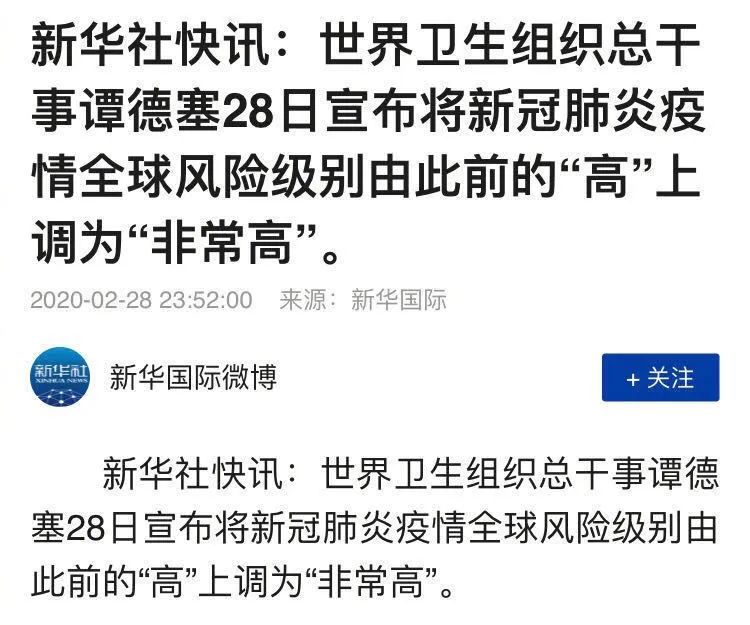 新华社快讯：世界卫生组织总干
事谭德塞28日宣布将新冠肺炎疫
情全球风险级别由此前的“高”上
调为“非常高”。
2020-02-28 23:52:00 来源：新华国际
新华社
XINHUA NEWS
新华国际微博
+ 关注
新华社快讯：世界卫生组织总干事谭德
塞28日宣布将新冠肺炎疫情全球风险级别由
此前的“高”上调为“非常高”。